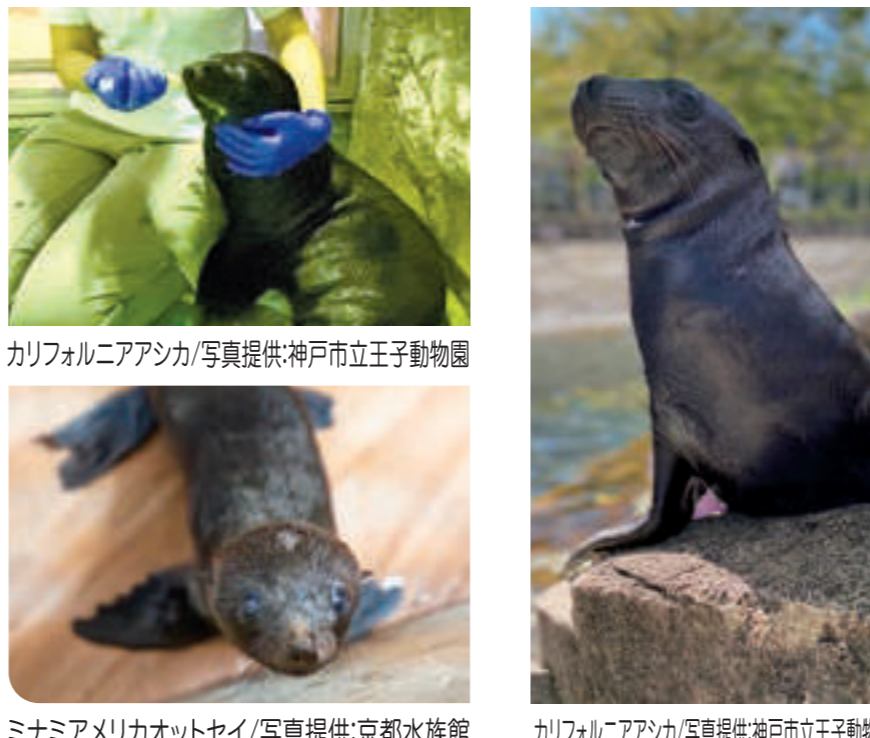 カリフォルニアアシカ/写真提供:神戸市立王子動物園
ミナミアメリカオットセイ/写真提供:京都水族館
カリフォルニアアシカ/写真提供:神戸市立王子動物